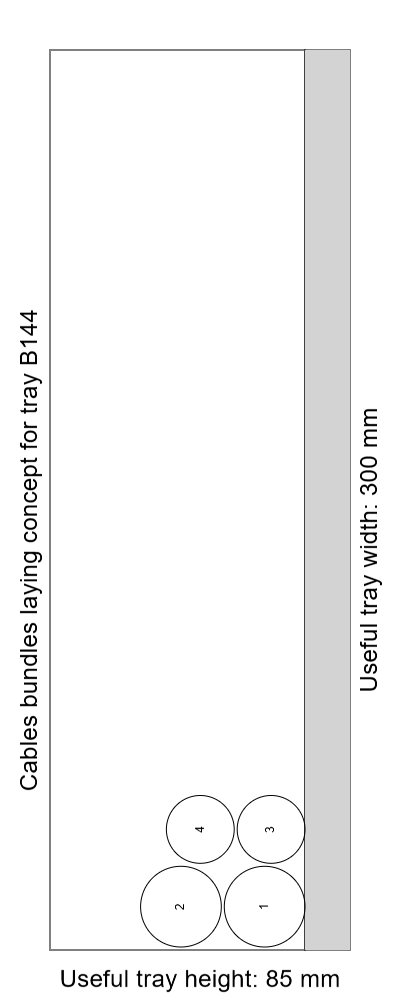 Cables bundles laying concept for tray B144
Useful tray width: 300 mm
4
3
2
1
Useful tray height: 85 mm